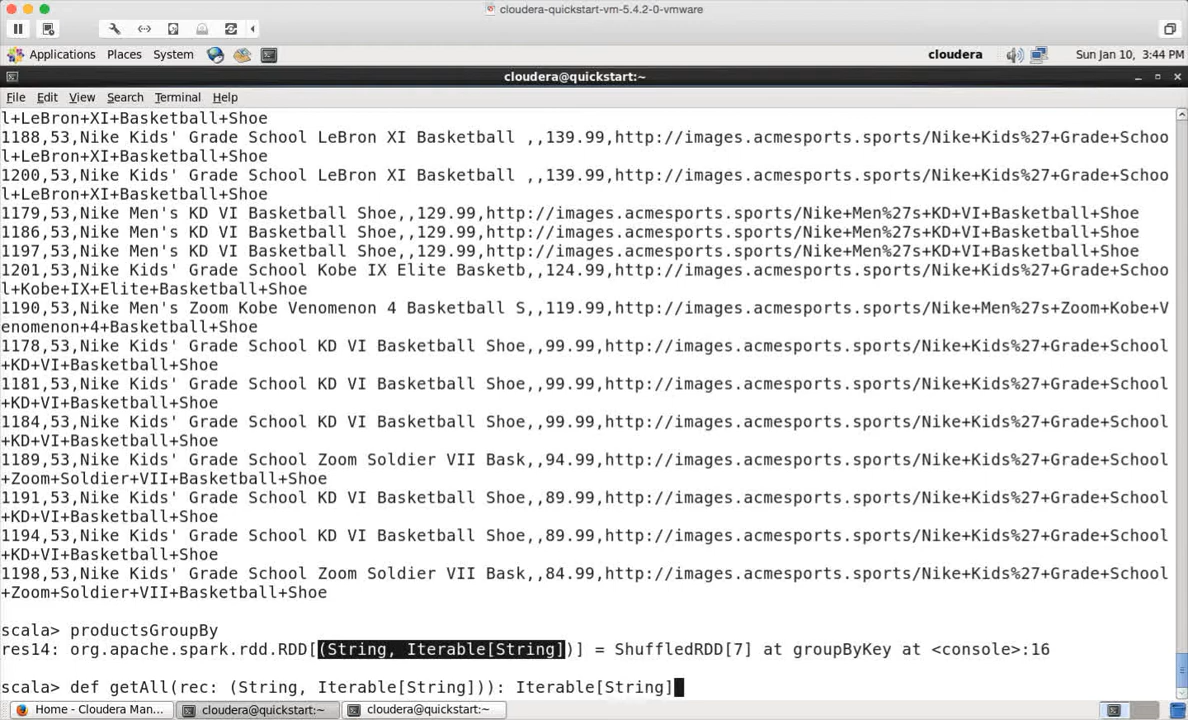 cloudera-quickstart-vm-5.4.2-0-vmware
Applications Places System cloudera Sun Jan 10, 3:44 PM
cloudera@quickstart:~
File Edit View Search Terminal Help
l+LeBron+XI+Basketball+Shoe
1188,53,Nike Kids' Grade School LeBron XI Basketball ,,139.99,http://images.acmesports.sports/Nike+Kids%27+Grade+Schoo
l+LeBron+XI+Basketball+Shoe
1200,53,Nike Kids' Grade School LeBron XI Basketball ,,139.99,http://images.acmesports.sports/Nike+Kids%27+Grade+Schoo
l+LeBron+XI+Basketball+Shoe
1179,53,Nike Men's KD VI Basketball Shoe,,129.99,http://images.acmesports.sports/Nike+Men%27s+KD+VI+Basketball+Shoe
1186,53,Nike Men's KD VI Basketball Shoe,,129.99,http://images.acmesports.sports/Nike+Men%27s+KD+VI+Basketball+Shoe
1197,53,Nike Men's KD VI Basketball Shoe,,129.99,http://images.acmesports.sports/Nike+Men%27s+KD+VI+Basketball+Shoe
1201,53,Nike Kids' Grade School Kobe IX Elite Basketb,,124.99,http://images.acmesports.sports/Nike+Kids%27+Grade+Schoo
l+Kobe+IX+Elite+Basketball+Shoe
1190,53,Nike Men's Zoom Kobe Venomenon 4 Basketball S,,119.99,http://images.acmesports.sports/Nike+Men%27s+Zoom+Kobe+V
enomenon+4+Basketball+Shoe
1178,53,Nike Kids' Grade School KD VI Basketball Shoe,,99.99,http://images.acmesports.sports/Nike+Kids%27+Grade+School
+KD+VI+Basketball+Shoe
1181,53,Nike Kids' Grade School KD VI Basketball Shoe,,99.99,http://images.acmesports.sports/Nike+Kids%27+Grade+School
+KD+VI+Basketball+Shoe
1184,53,Nike Kids' Grade School KD VI Basketball Shoe,,99.99,http://images.acmesports.sports/Nike+Kids%27+Grade+School
+KD+VI+Basketball+Shoe
1189,53,Nike Kids' Grade School Zoom Soldier VII Bask,,94.99,http://images.acmesports.sports/Nike+Kids%27+Grade+School
+Zoom+Soldier+VII+Basketball+Shoe
1191,53,Nike Kids' Grade School KD VI Basketball Shoe,,89.99,http://images.acmesports.sports/Nike+Kids%27+Grade+School
+KD+VI+Basketball+Shoe
1194,53,Nike Kids' Grade School KD VI Basketball Shoe,,89.99,http://images.acmesports.sports/Nike+Kids%27+Grade+School
+KD+VI+Basketball+Shoe
1198,53,Nike Kids' Grade School Zoom Soldier VII Bask,,84.99,http://images.acmesports.sports/Nike+Kids%27+Grade+School
+Zoom+Soldier+VII+Basketball+Shoe
scala> productsGroupBy
res14: org.apache.spark.rdd.RDD[(String, Iterable[String])] = ShuffledRDD[7] at groupByKey at <console>:16
scala> def getAll(rec: (String, Iterable[String])): Iterable[String]
Home - Cloudera Man... cloudera@quickstart:~ cloudera@quickstart:~